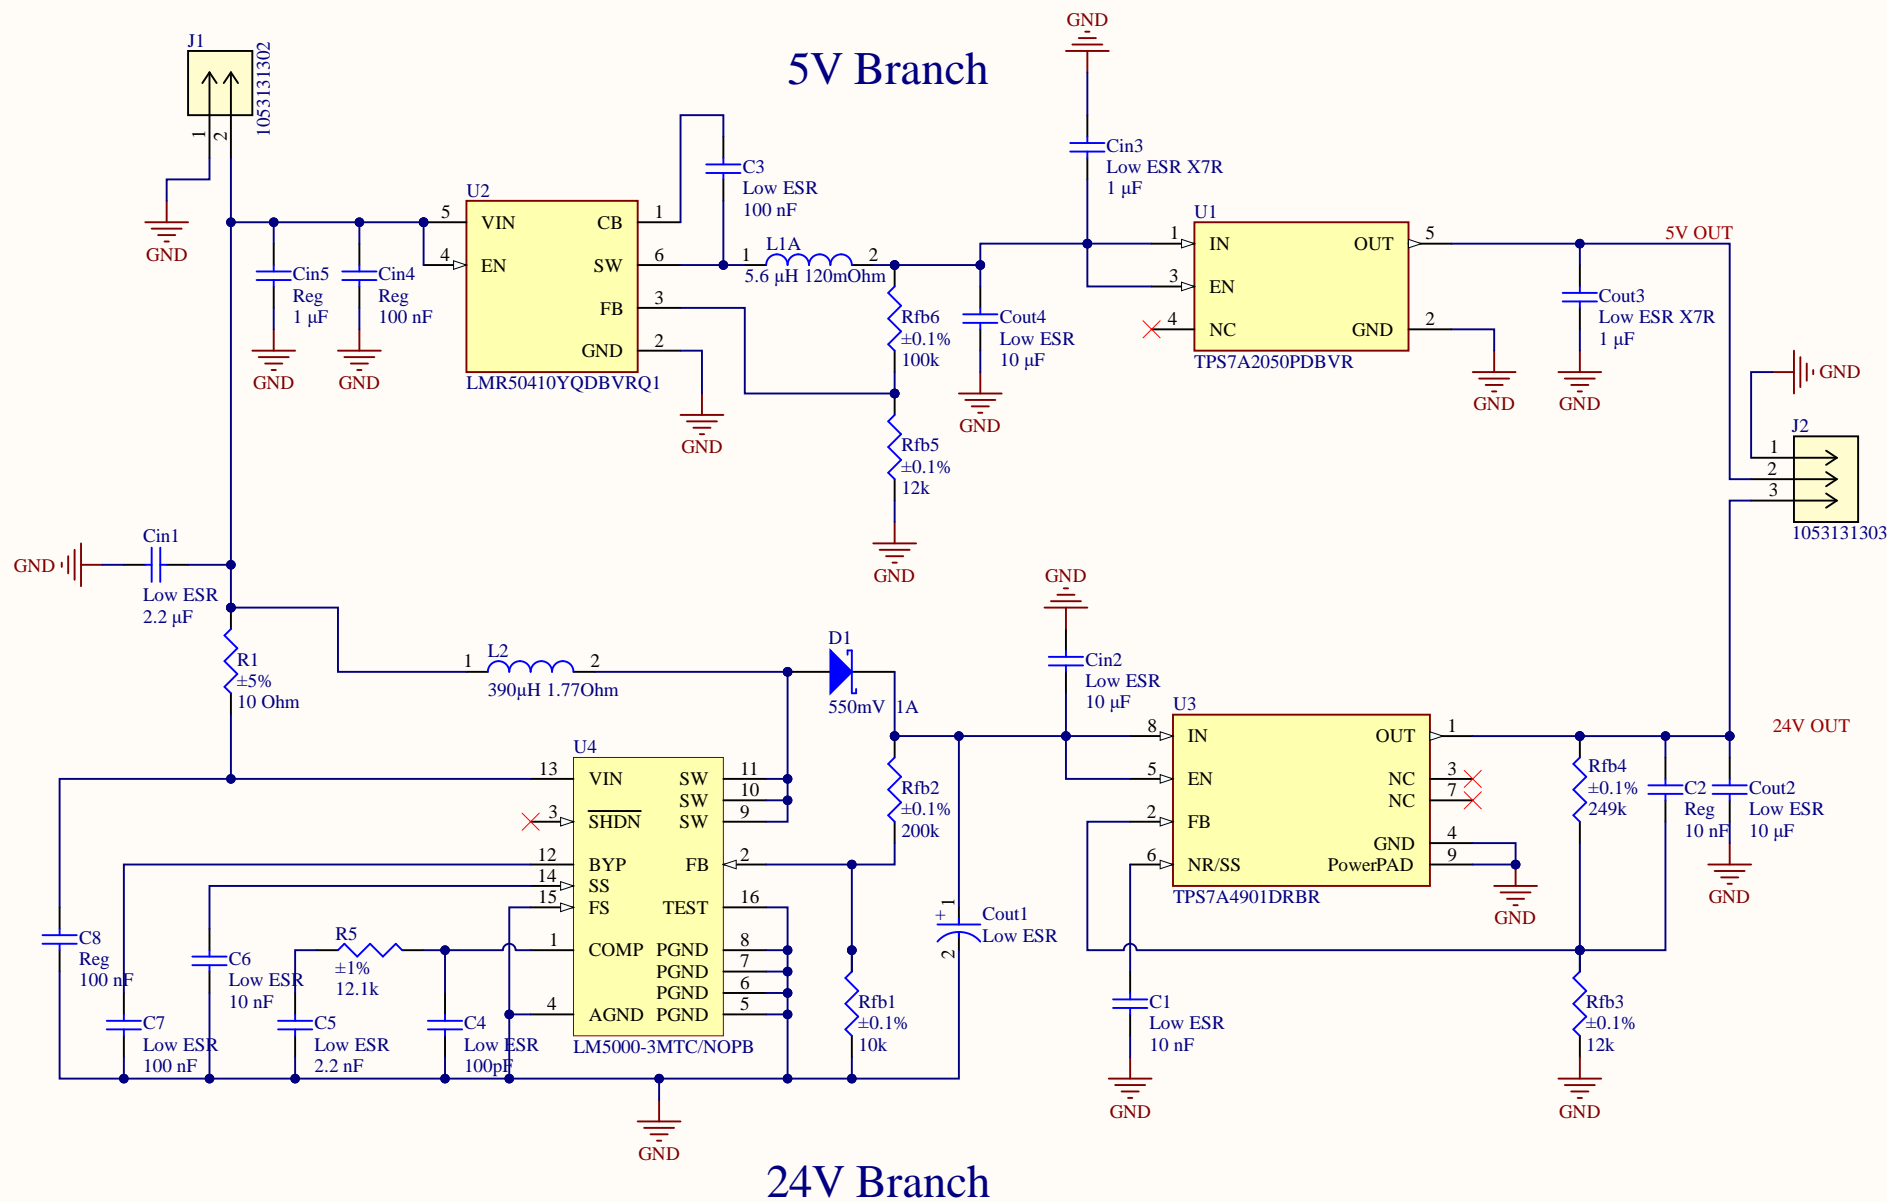 5V Branch
J1
1053131302
1
2
GND
U2
5
VIN
4
EN
CB
1
SW
6
FB
3
GND
2
LMR50410YQDBVRQ1
GND
Cin5
Reg
1 µF
GND
Cin4
Reg
100 nF
GND
C3
Low ESR
100 nF
1
L1A
2
5.6 µH 120mOhm
Rfb6
±0.1%
100k
Rfb5
±0.1%
12k
GND
Cout4
Low ESR
10 µF
GND
GND
Cin3
Low ESR X7R
1 µF
U1
1
IN
3
EN
4
NC
OUT
5
GND
2
TPS7A2050PDBVR
GND
5V OUT
Cout3
Low ESR X7R
1 µF
GND
GND
J2
1
2
3
1053131303
GND
Cin1
Low ESR
2.2 µF
R1
±5%
10 Ohm
1
L2
2
390µH 1.77Ohm
D1
550mV
1A
U4
13
VIN
3
SHDN
12
BYP
14
SS
15
FS
1
COMP
4
AGND
SW
11
SW
10
SW
9
FB
2
TEST
16
PGND
8
PGND
7
PGND
6
PGND
5
LM5000-3MTC/NOPB
C8
Reg
100 nF
C7
Low ESR
100 nF
C6
Low ESR
10 nF
R5
±1%
12.1k
C5
Low ESR
2.2 nF
C4
Low ESR
100pF
GND
Rfb2
±0.1%
200k
Rfb1
±0.1%
10k
+
1
2
Cout1
Low ESR
GND
Cin2
Low ESR
10 µF
U3
8
IN
5
EN
2
FB
6
NR/SS
OUT
1
NC
3
NC
7
GND
4
PowerPAD
9
TPS7A4901DRBR
GND
C1
Low ESR
10 nF
GND
Rfb4
±0.1%
249k
C2
Reg
10 nF
Cout2
Low ESR
10 µF
GND
24V OUT
Rfb3
±0.1%
12k
GND
24V Branch